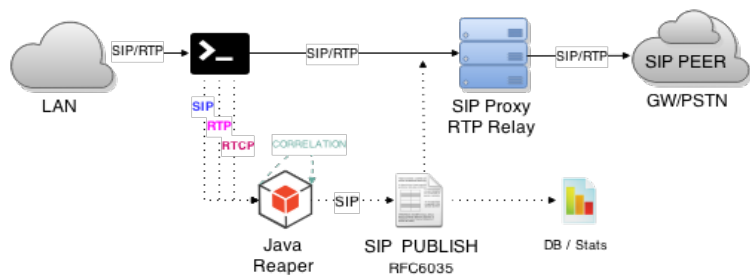 SIP/RTP
SIP/RTP
SIP/RTP
SIP PEER
LAN
SIP Proxy
RTP Relay
GW/PSTN
SIP
RTP
RTCP
CORRELATION
SIP
Java
Reaper
SIP PUBLISH
RFC6035
DB / Stats